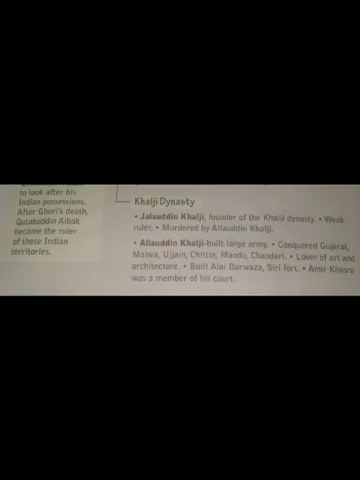 to look after his
Indian possessions.
After Ghori's death,
Qutabuddin Aibak
became the ruler
of these Indian
territories.
Khalji Dynasty
• Jalauddin Khalji, founder of the Khalji dynasty. • Weak
ruler. • Murdered by Allauddin Khalji.
• Allauddin Khalji-built large army. • Conquered Gujarat,
Malwa, Ujjain, Chittor, Mandu, Chanderi. • Lover of art and
architecture. • Built Alai Darwaza, Siri fort. • Amir Khusro
was a member of his court.